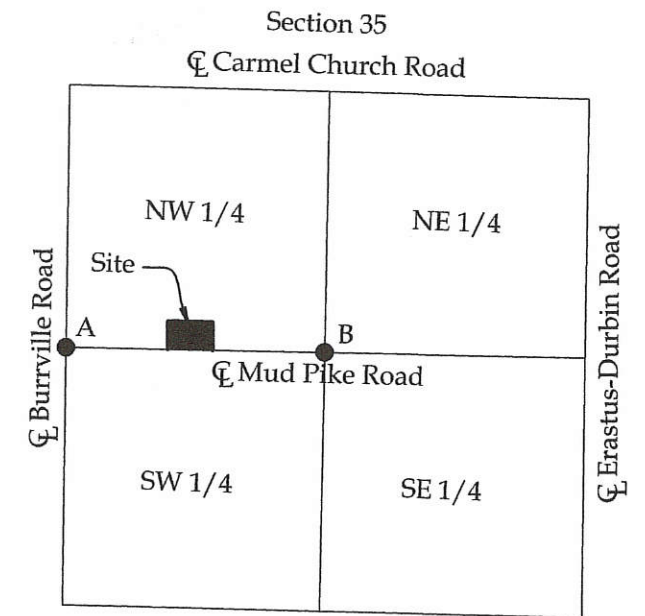 Section 35
℄ Carmel Church Road
NW 1/4
NE 1/4
Site
℄ Burrville Road
A
B
℄ Mud Pike Road
℄ Erastus-Durbin Road
SW 1/4
SE 1/4